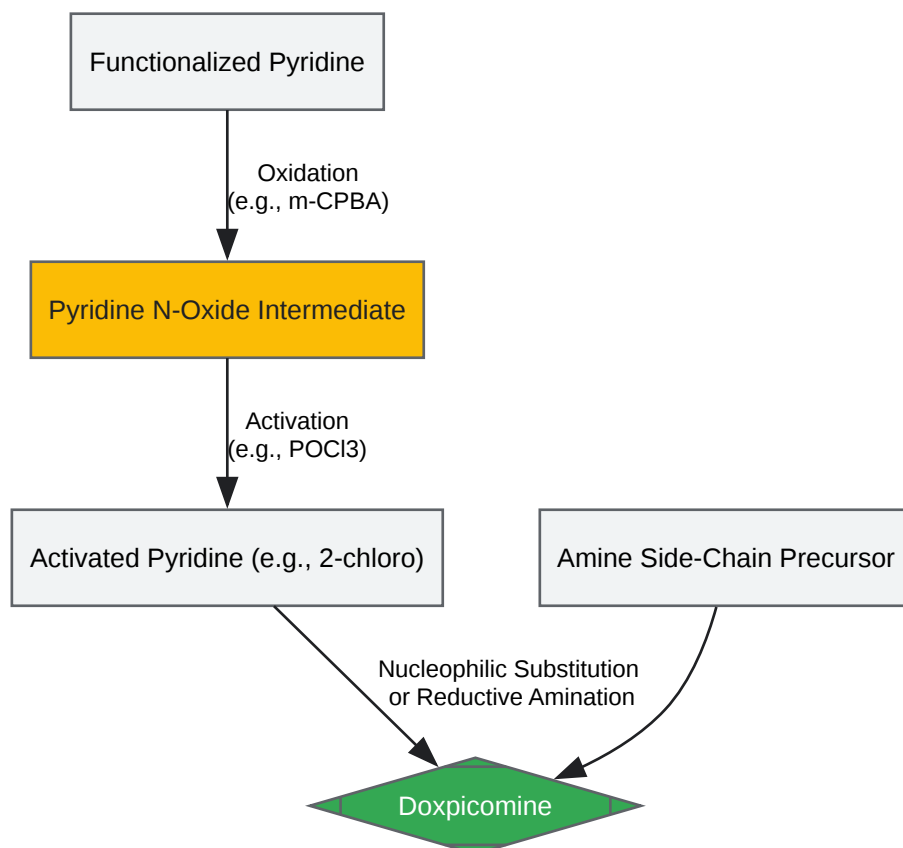 Functionalized Pyridine
Oxidation
(e.g., m-CPBA)
Pyridine N-Oxide Intermediate
Activation
(e.g., POCl3)
Activated Pyridine (e.g., 2-chloro)
Amine Side-Chain Precursor
Nucleophilic Substitution
or Reductive Amination
Doxpicomine